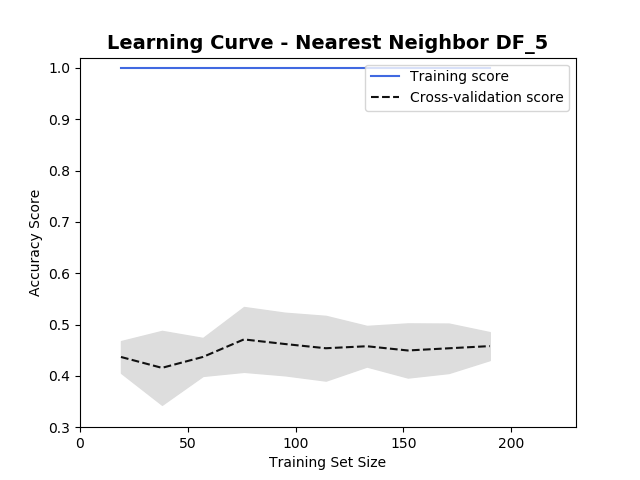 Learning Curve - Nearest Neighbor DF_5
1.0
0.9
0.8
0.7
0.6
0.5
0.4
0.3
Accuracy Score
Training score
Cross-validation score
0 50 100 150 200
Training Set Size